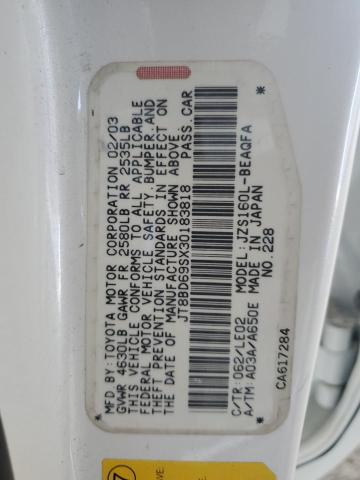 MFD BY:TOYOTA MOTOR CORPORATION 02/03
GVWR 4630LB GAWR FR 2580LB RR 2535LB
THIS VEHICLE CONFORMS TO ALL APPLICABLE
FEDERAL MOTOR VEHICLE SAFETY,BUMPER,AND
THEFT PREVENTION STANDARDS IN EFFECT ON
THE DATE OF MANUFACTURE SHOWN ABOVE.
JT8BD69SX30183818 PASS.CAR
* *
C/TR:062/LE02 MODEL:JZS160L-BEAQFA
A/TM:A03A/A650E MADE IN JAPAN
NO.228
CA617284